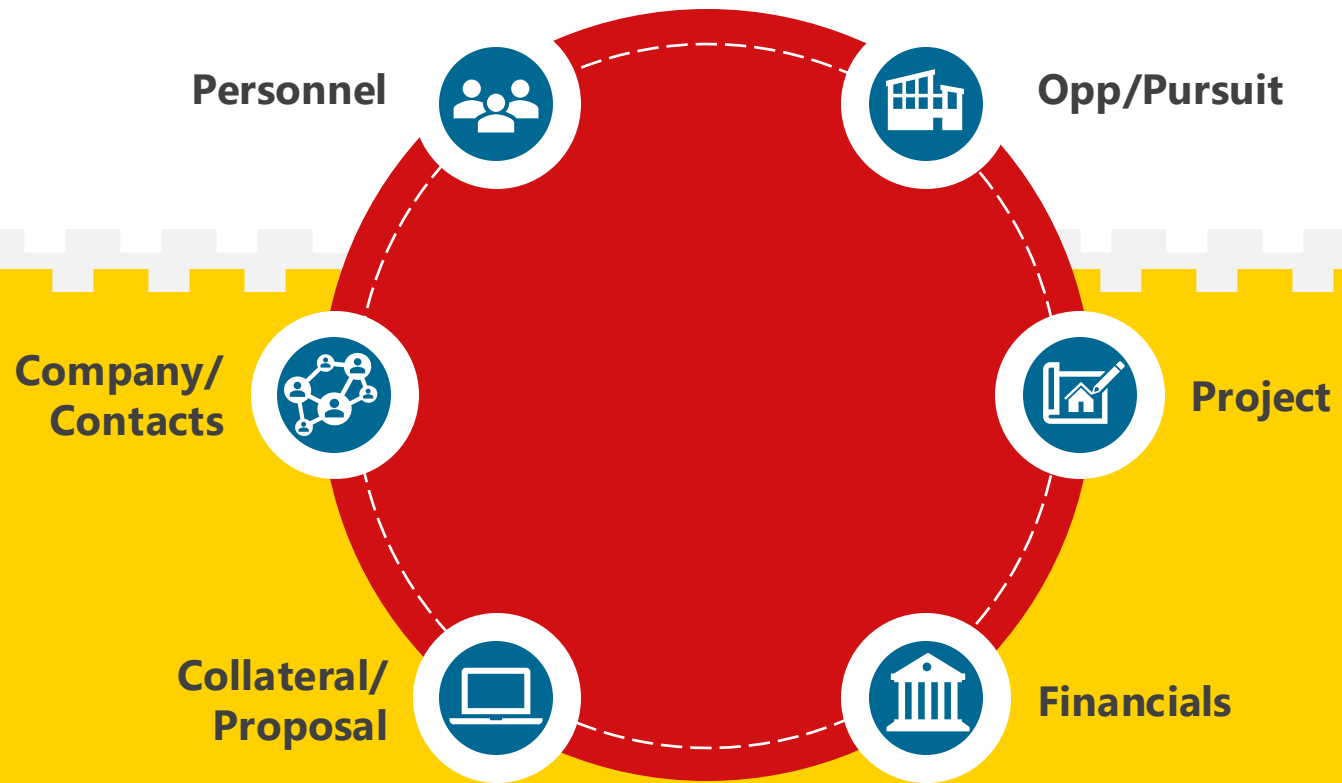 Personnel
Opp/Pursuit
Company/
Contacts
Project
Collateral/
Proposal
Financials